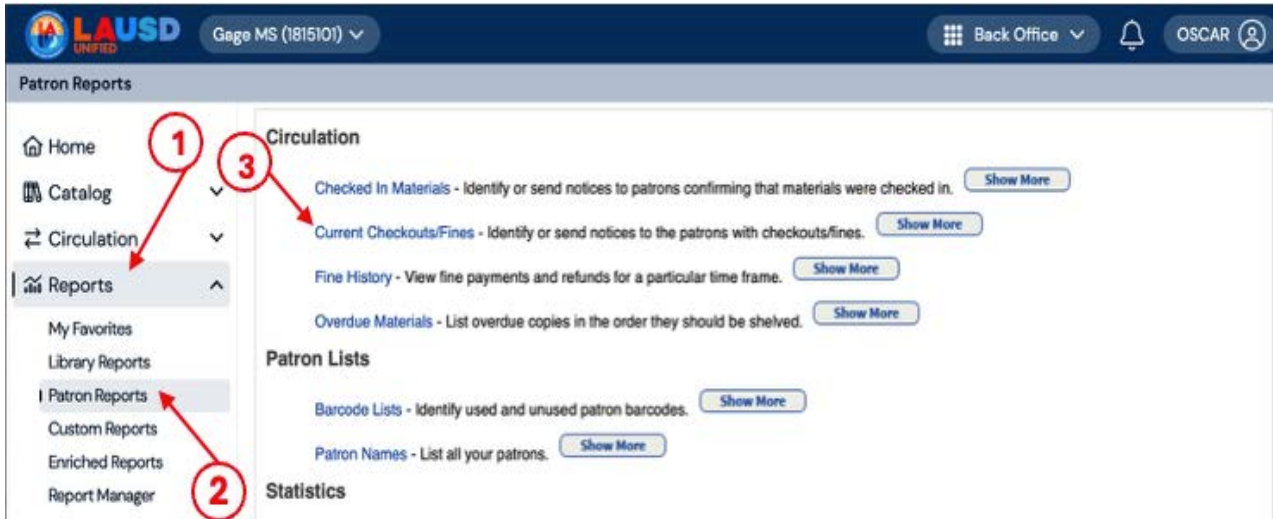 LAUSD
UNIFIED
Gage MS (1815101)
Back Office
OSCAR
Patron Reports
Home
Catalog
Circulation
Reports
My Favorites
Library Reports
Patron Reports
Custom Reports
Enriched Reports
Report Manager
1
2
3
Circulation
Checked In Materials - Identify or send notices to patrons confirming that materials were checked in. Show More
Current Checkouts/Fines - Identify or send notices to the patrons with checkouts/fines. Show More
Fine History - View fine payments and refunds for a particular time frame. Show More
Overdue Materials - List overdue copies in the order they should be shelved. Show More
Patron Lists
Barcode Lists - Identify used and unused patron barcodes. Show More
Patron Names - List all your patrons. Show More
Statistics